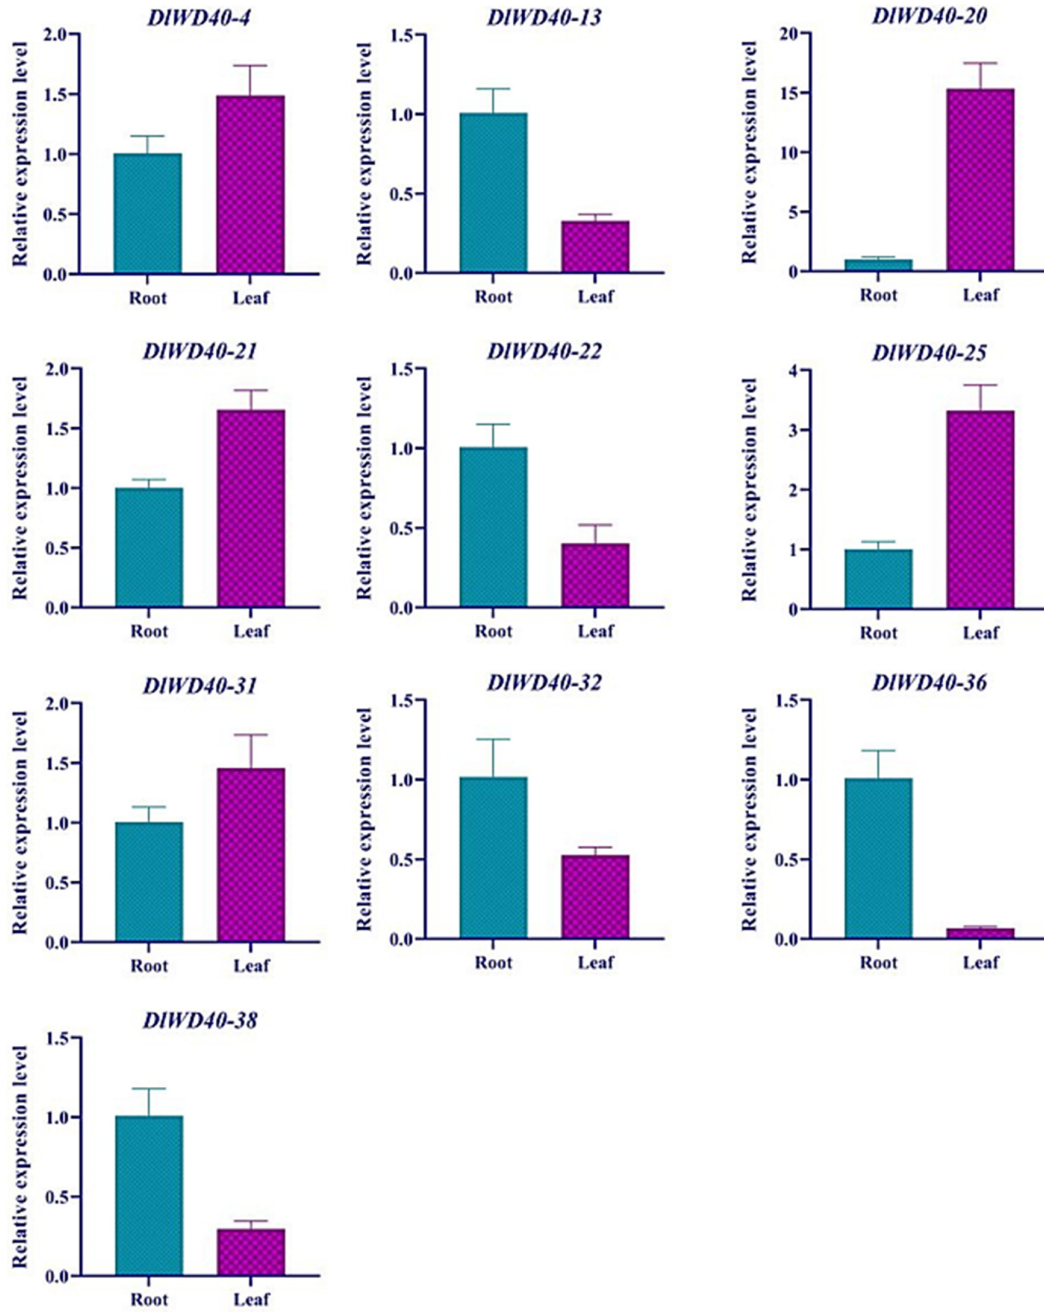 DlWD40-4
Relative expression level
2.0
1.5
1.0
0.5
0.0
Root Leaf
DlWD40-13
Relative expression level
1.5
1.0
0.5
0.0
Root Leaf
DlWD40-20
Relative expression level
20
15
10
5
0
Root Leaf
DlWD40-21
Relative expression level
2.0
1.5
1.0
0.5
0.0
Root Leaf
DlWD40-22
Relative expression level
1.5
1.0
0.5
0.0
Root Leaf
DlWD40-25
Relative expression level
4
3
2
1
0
Root Leaf
DlWD40-31
Relative expression level
2.0
1.5
1.0
0.5
0.0
Root Leaf
DlWD40-32
Relative expression level
1.5
1.0
0.5
0.0
Root Leaf
DlWD40-36
Relative expression level
1.5
1.0
0.5
0.0
Root Leaf
DlWD40-38
Relative expression level
1.5
1.0
0.5
0.0
Root Leaf